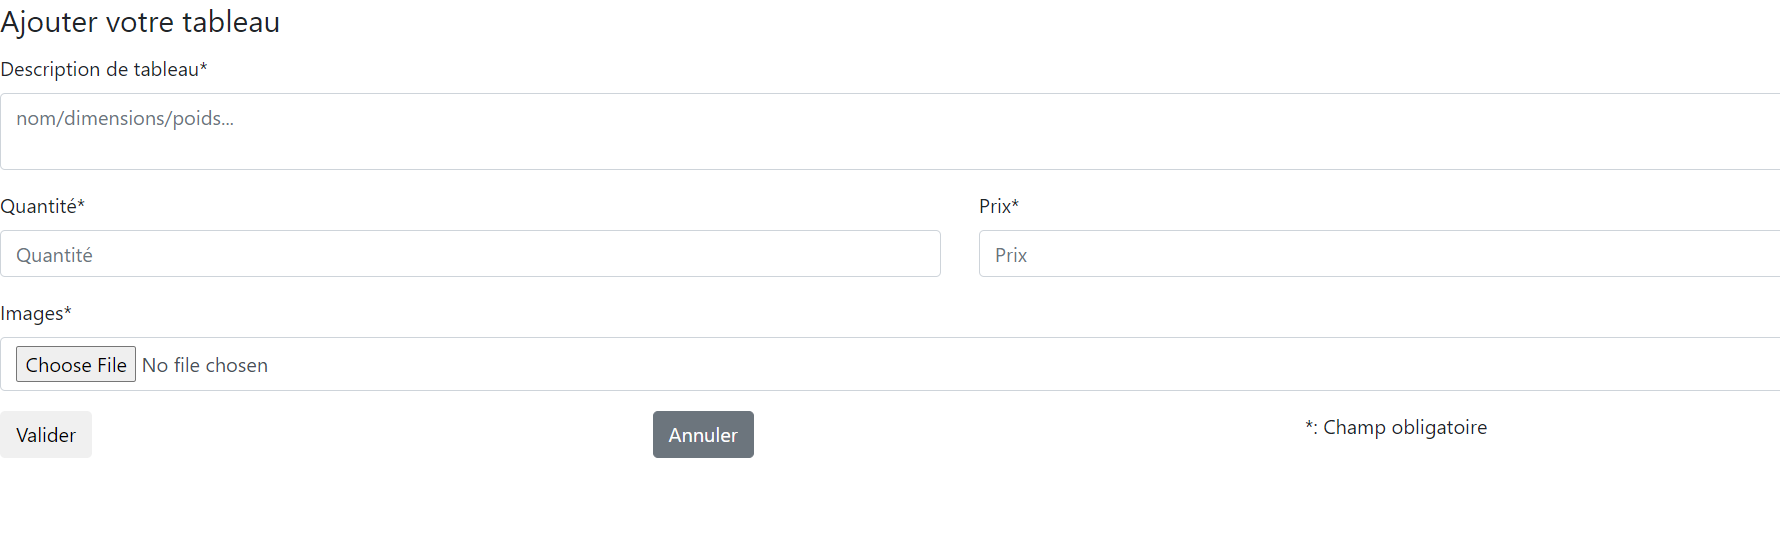 Ajouter votre tableau
Description de tableau*
nom/dimensions/poids...
Quantité* Prix*
Quantité Prix
Images*
Choose File No file chosen
Valider Annuler *: Champ obligatoire